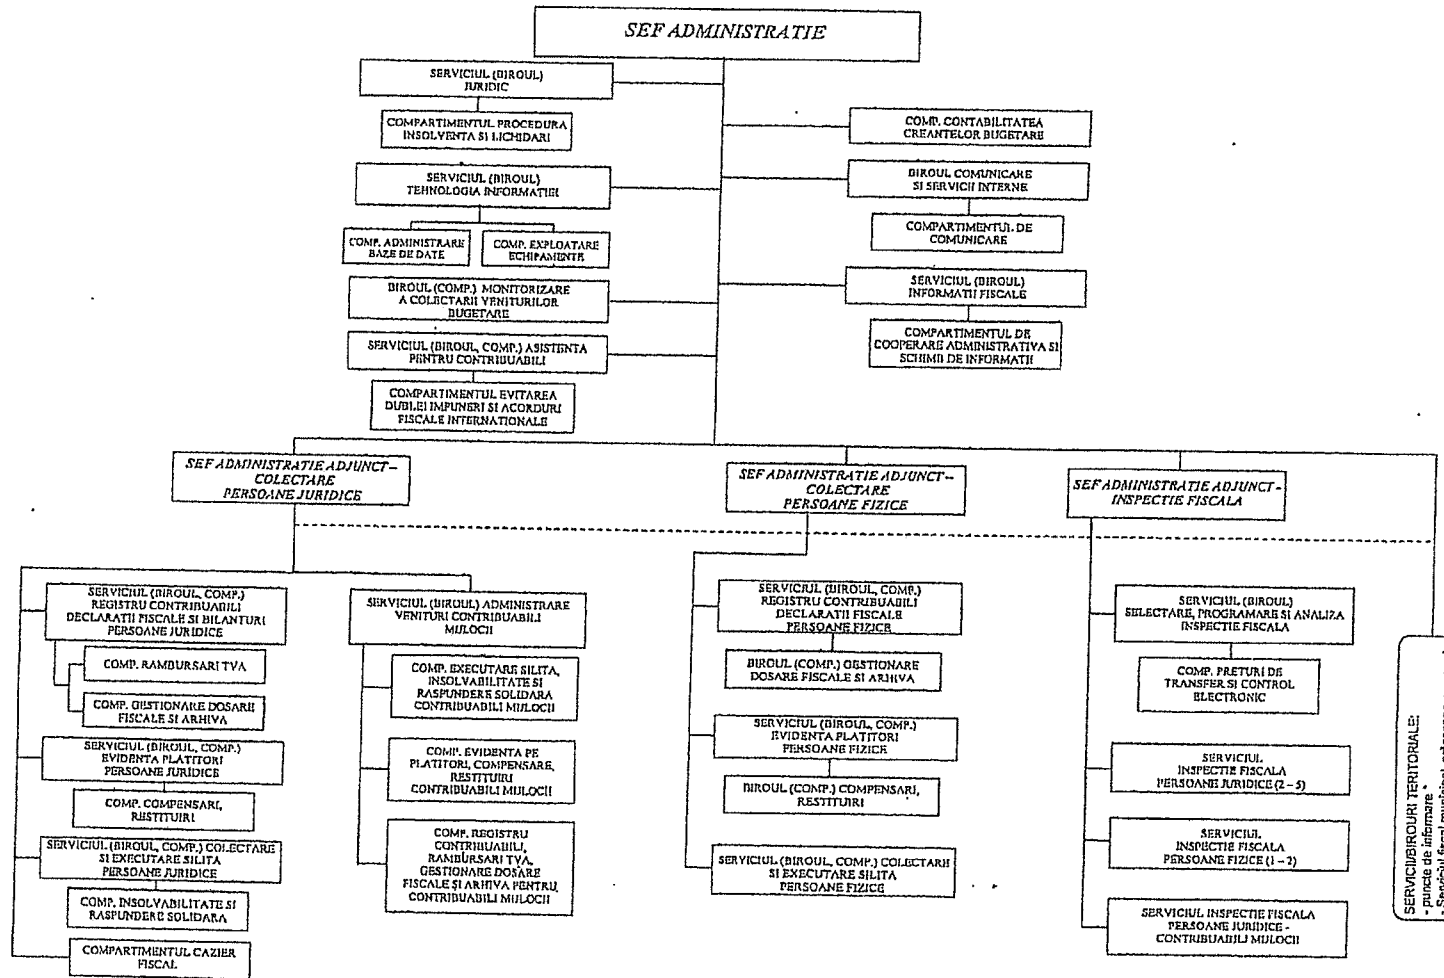 SEF ADMINISTRATIE
SERVICIUL (BIROUL)
JURIDIC
COMPARTIMENTUL PROCEDURA
INSOLVENTA SI LICHIDARI
SERVICIUL (BIROUL)
TEHNOLOGIA INFORMATIEI
COMP. ADMINISTRARE
BAZE DE DATE
COMP. EXPLOATARE
ECHIPAMENTE
BIROUL (COMP.) MONITORIZARE
A COLECTARII VENITURILOR
BUGETARE
SERVICIUL (BIROUL, COMP.) ASISTENTA
PENTRU CONTRIBUABILI
COMPARTIMENTUL EVITAREA
DUBLEI IMPUNERI SI ACORDURI
FISCALE INTERNATIONALE
COMP. CONTABILITATEA
CREANTELOR BUGETARE
BIROUL COMUNICARE
SI SERVICII INTERNE
COMPARTIMENTUL DE
COMUNICARE
SERVICIUL (BIROUL)
INFORMATII FISCALE
COMPARTIMENTUL DE
COOPERARE ADMINISTRATIVA SI
SCHIMB DE INFORMATII
SEF ADMINISTRATIE ADJUNCT–
COLECTARE
PERSOANE JURIDICE
SEF ADMINISTRATIE ADJUNCT–
COLECTARE
PERSOANE FIZICE
SEF ADMINISTRATIE ADJUNCT-
INSPECTIE FISCALA
SERVICIUL (BIROUL, COMP.)
REGISTRU CONTRIBUABILI
DECLARATII FISCALE SI BILANTURI
PERSOANE JURIDICE
COMP. RAMBURSARI TVA
COMP. GESTIONARE DOSARE
FISCALE SI ARHIVA
SERVICIUL (BIROUL, COMP.)
EVIDENTA PLATITORI
PERSOANE JURIDICE
COMP. COMPENSARI,
RESTITUIRI
SERVICIUL (BIROUL, COMP.) COLECTARE
SI EXECUTARE SILITA
PERSOANE JURIDICE
COMP. INSOLVABILITATE SI
RASPUNDERE SOLIDARA
COMPARTIMENTUL CAZIER
FISCAL
SERVICIUL (BIROUL) ADMINISTRARE
VENITURI CONTRIBUABILI
MIJLOCII
COMP. EXECUTARE SILITA,
INSOLVABILITATE SI
RASPUNDERE SOLIDARA
CONTRIBUABILI MIJLOCII
COMP. EVIDENTA PE
PLATITORI, COMPENSARE,
RESTITUIRI
CONTRIBUABILI MIJLOCII
COMP. REGISTRU
CONTRIBUABILI,
RAMBURSARI TVA,
GESTIONARE DOSARE
FISCALE ŞI ARHIVA PENTRU
CONTRIBUABILI MIJLOCII
SERVICIUL (BIROUL, COMP.)
REGISTRU CONTRIBUABILI
DECLARATII FISCALE
PERSOANE FIZICE
BIROUL (COMP.) GESTIONARE
DOSARE FISCALE SI ARHIVA
SERVICIUL (BIROUL, COMP.)
EVIDENTA PLATITORI
PERSOANE FIZICE
BIROUL (COMP.) COMPENSARI,
RESTITUIRI
SERVICIUL (BIROUL, COMP.) COLECTARII
SI EXECUTARE SILITA
PERSOANE FIZICE
SERVICIUL (BIROUL)
SELECTARE, PROGRAMARE SI ANALIZA
INSPECTIE FISCALA
COMP. PRETURI DE
TRANSFER SI CONTROL
ELECTRONIC
SERVICIUL
INSPECTIE FISCALA
PERSOANE JURIDICE (2 – 5)
SERVICIUL
INSPECTIE FISCALA
PERSOANE FIZICE (1 – 2)
SERVICIUL INSPECTIE FISCALA
PERSOANE JURIDICE -
CONTRIBUABILI MIJLOCII
SERVICII/BIROURI TERITORIALE:
- puncte de informare *
- Serviciul fiscal municipal,